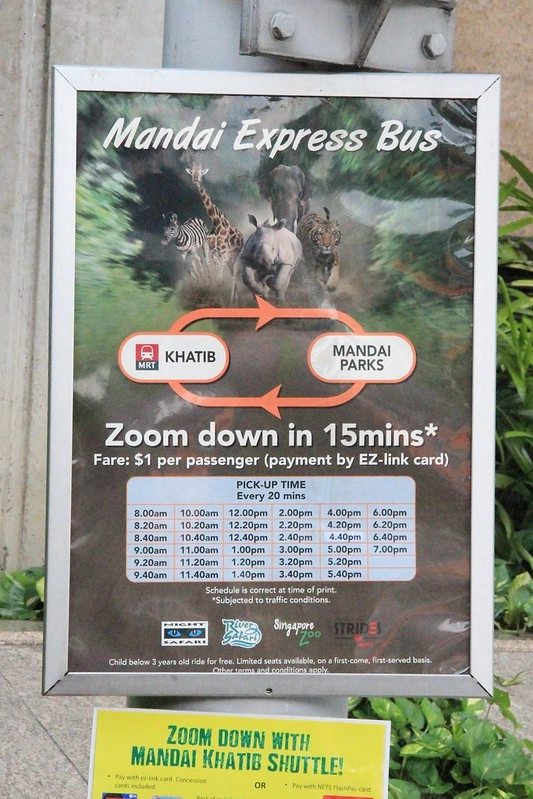 Mandai Express Bus
MRT KHATIB
MANDAI PARKS
Zoom down in 15mins*
Fare: $1 per passenger (payment by EZ-link card)
PICK-UP TIME
Every 20 mins
8.00am 10.00am 12.00pm 2.00pm 4.00pm 6.00pm
8.20am 10.20am 12.20pm 2.20pm 4.20pm 6.20pm
8.40am 10.40am 12.40pm 2.40pm 4.40pm 6.40pm
9.00am 11.00am 1.00pm 3.00pm 5.00pm 7.00pm
9.20am 11.20am 1.20pm 3.20pm 5.20pm
9.40am 11.40am 1.40pm 3.40pm 5.40pm
Schedule is correct at time of print.
*Subjected to traffic conditions.
NIGHT SAFARI River Safari Singapore Zoo STRIDES
Child below 3 years old ride for free. Limited seats available, on a first-come, first-served basis.
Other terms and conditions apply.
ZOOM DOWN WITH
MANDAI KHATIB SHUTTLE!
• Pay with ez-link card. Concession
cards included.
OR
• Pay with NETS FlashPay card.